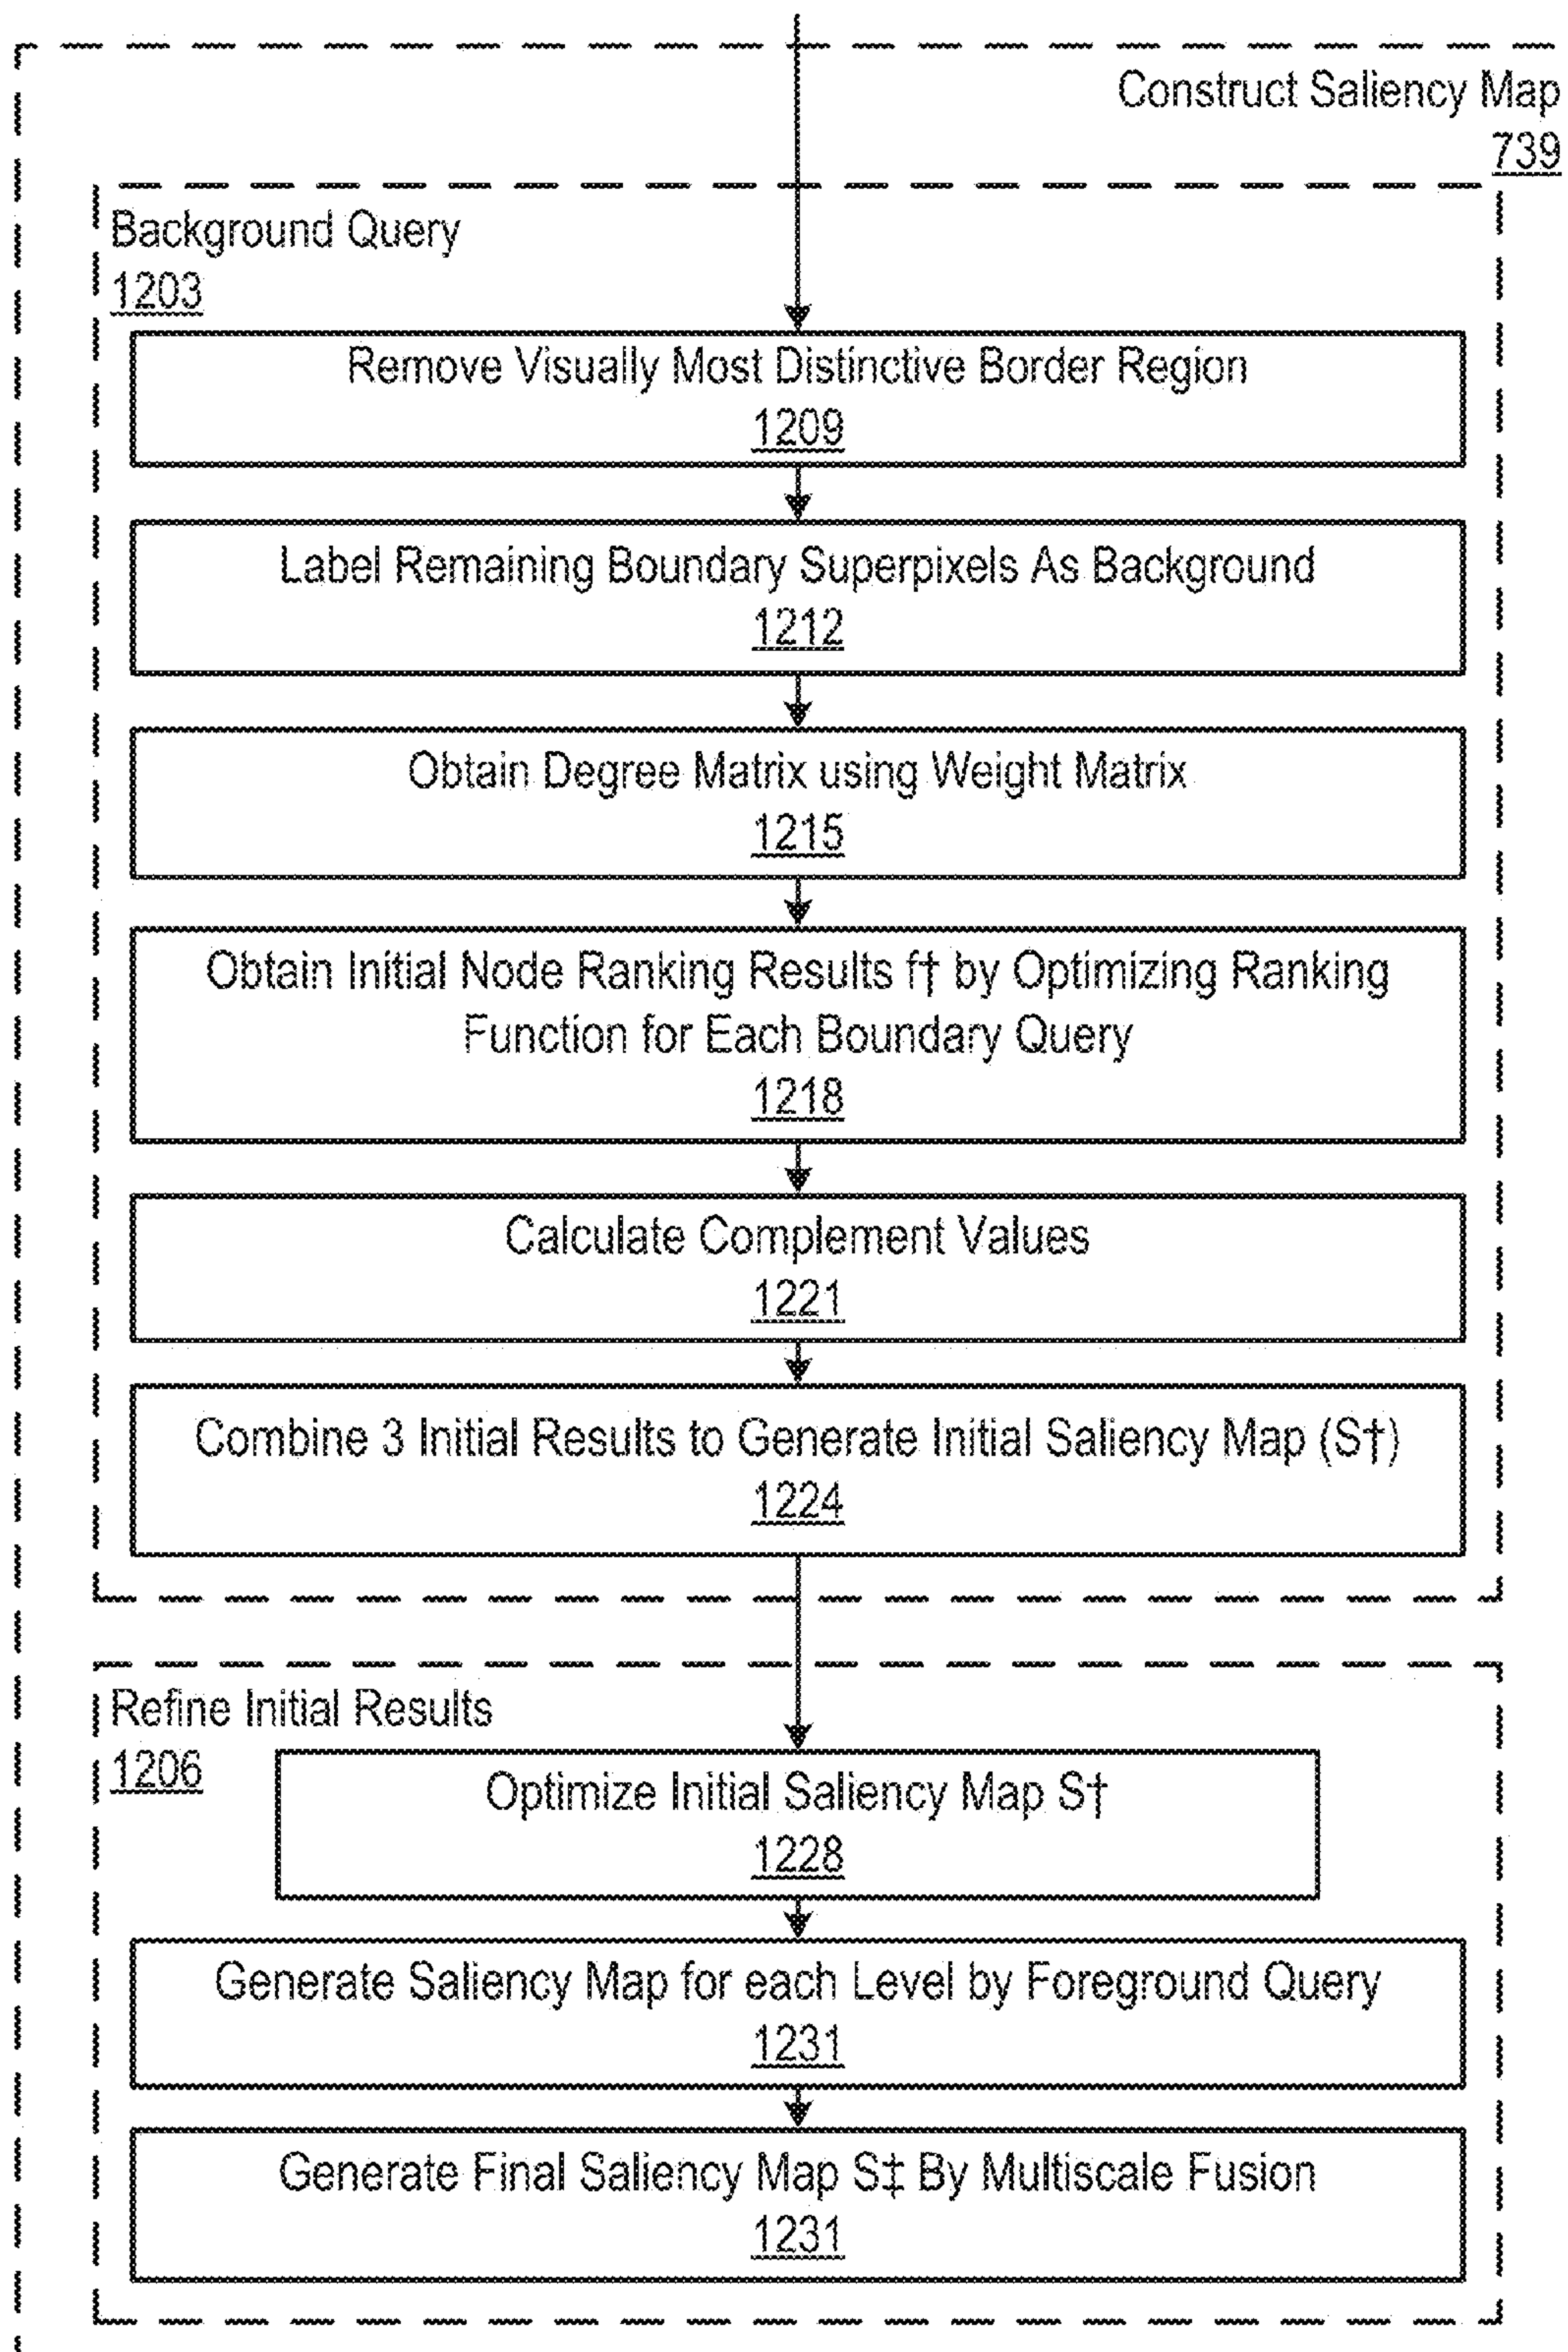 Construct Saliency Map
739
Background Query
1203
Remove Visually Most Distinctive Border Region
1209
Label Remaining Boundary Superpixels As Background
1212
Obtain Degree Matrix using Weight Matrix
1215
Obtain Initial Node Ranking Results f† by Optimizing Ranking
Function for Each Boundary Query
1218
Calculate Complement Values
1221
Combine 3 Initial Results to Generate Initial Saliency Map (S†)
1224
Refine Initial Results
1206
Optimize Initial Saliency Map S†
1228
Generate Saliency Map for each Level by Foreground Query
1231
Generate Final Saliency Map S‡ By Multiscale Fusion
1231